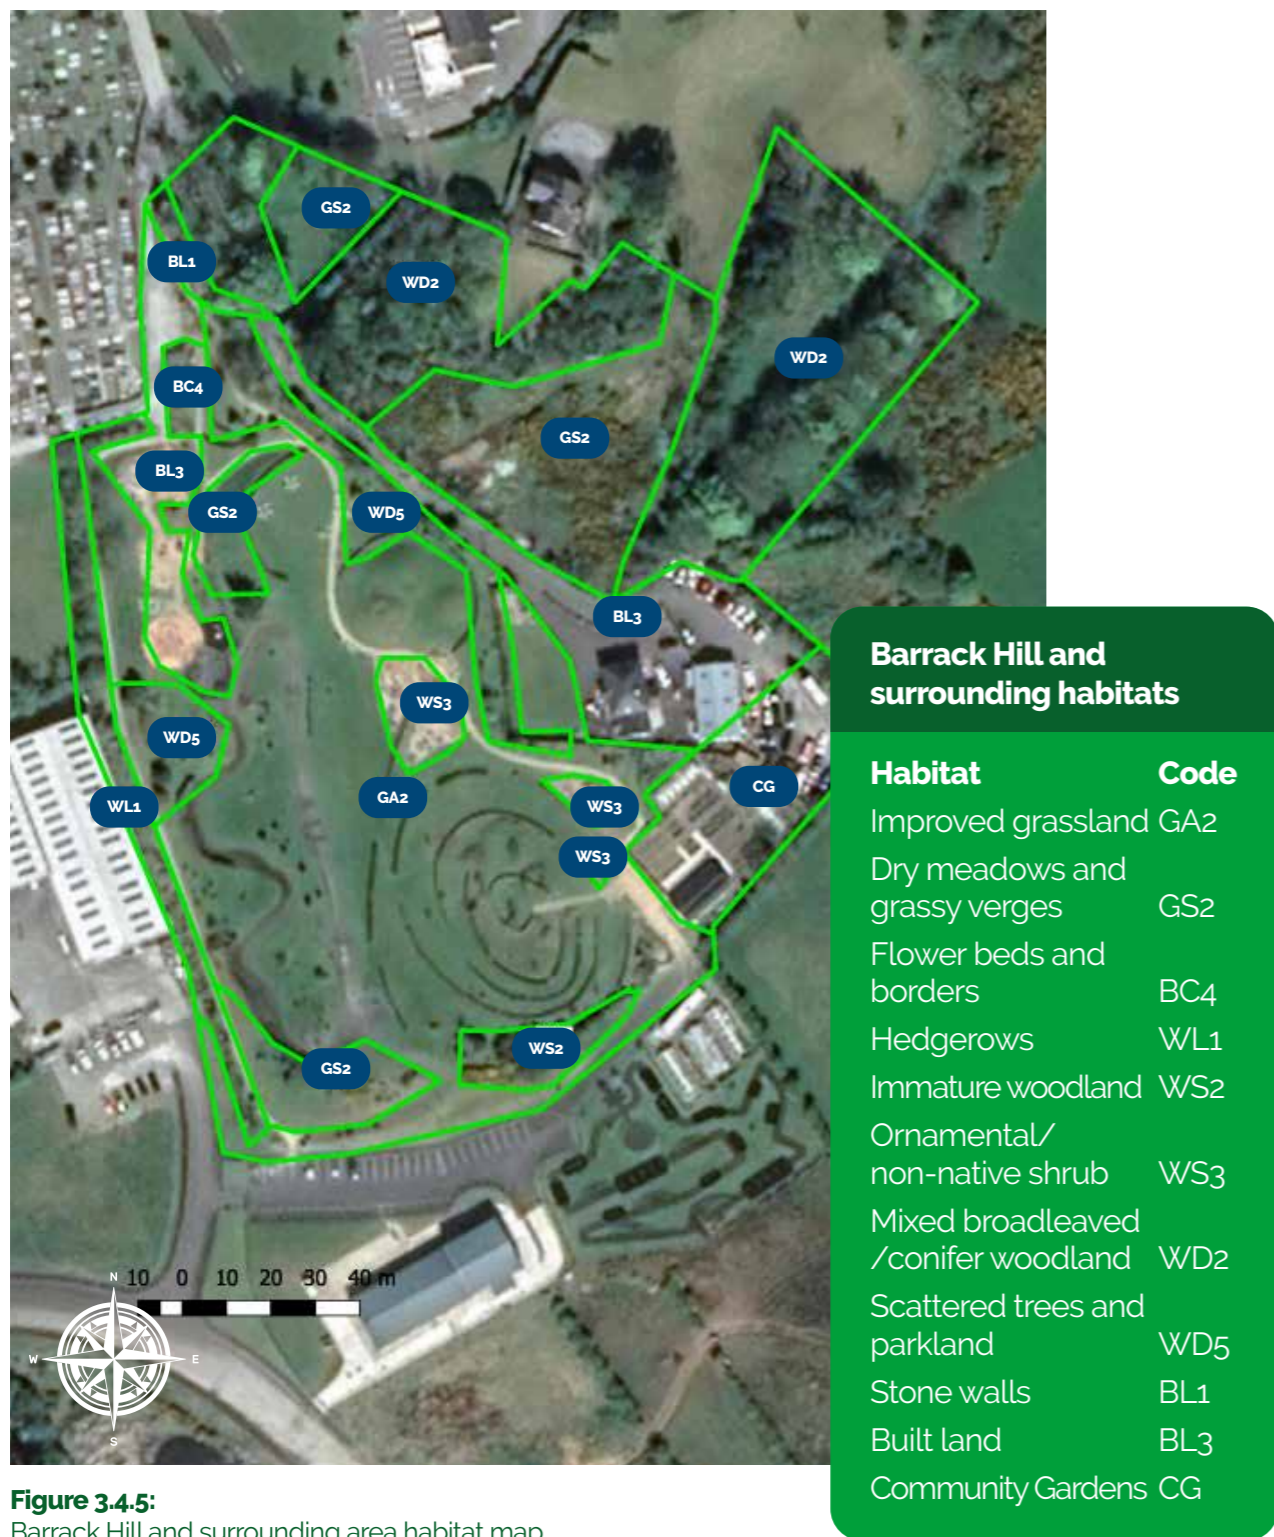 GS2
BL1
WD2
WD2
BC4
GS2
BL3
GS2
WD5
BL3
WS3
WD5
CG
GA2
WL1
WS3
WS3
WS2
GS2
N
10 0 10 20 30 40 m
W E
S
Barrack Hill and
surrounding habitats
Habitat Code
Improved grassland GA2
Dry meadows and
grassy verges GS2
Flower beds and
borders BC4
Hedgerows WL1
Immature woodland WS2
Ornamental/
non-native shrub WS3
Mixed broadleaved
/conifer woodland WD2
Scattered trees and
parkland WD5
Stone walls BL1
Built land BL3
Community Gardens CG
Figure 3.4.5:
Barrack Hill and surrounding area habitat map